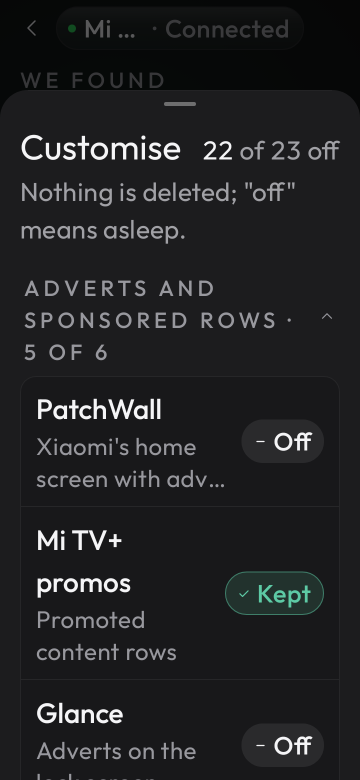 Mi ... · Connected
WE FOUND
Customise 22 of 23 off
Nothing is deleted; "off"
means asleep.
ADVERTS AND
SPONSORED ROWS ·
5 OF 6
PatchWall
Xiaomi's home
screen with adv...
– Off
Mi TV+
promos
Promoted
content rows
✓ Kept
Glance
Adverts on the
– Off